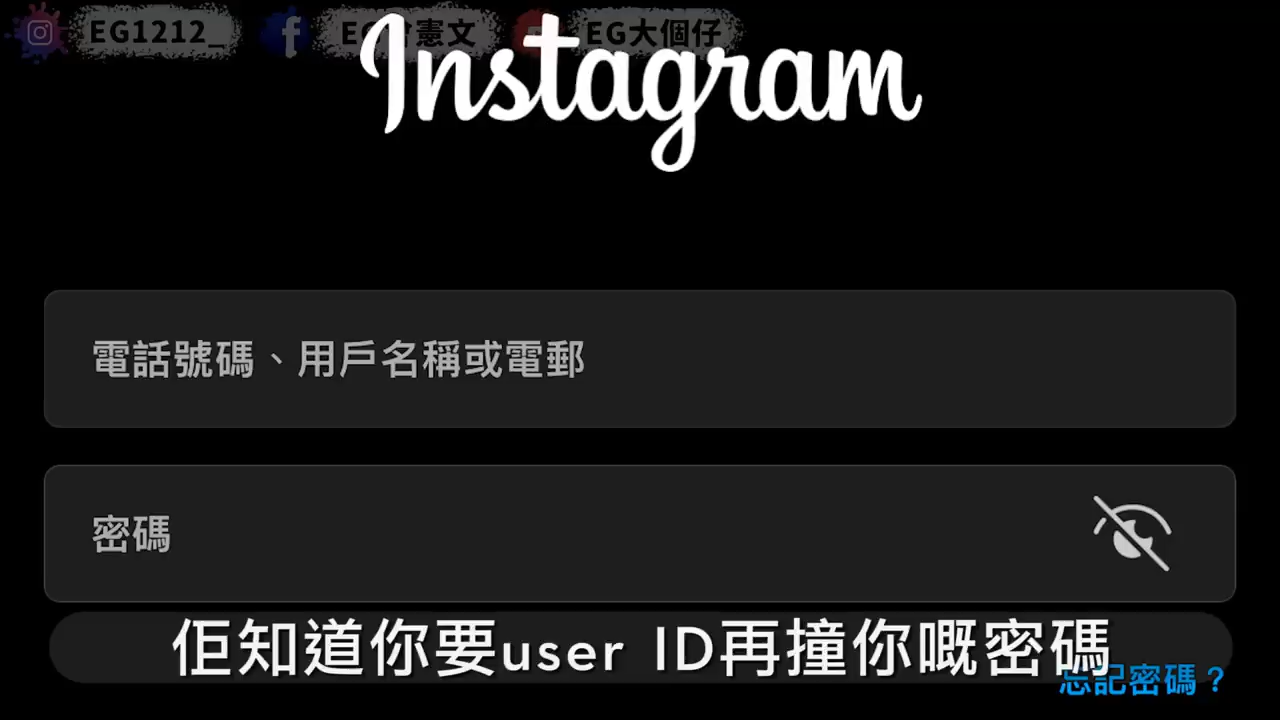 EG1212_
EG大個仔
Instagram
電話號碼、用戶名稱或電郵
密碼
佢知道你要user ID再撞你嘅密碼
忘記密碼？